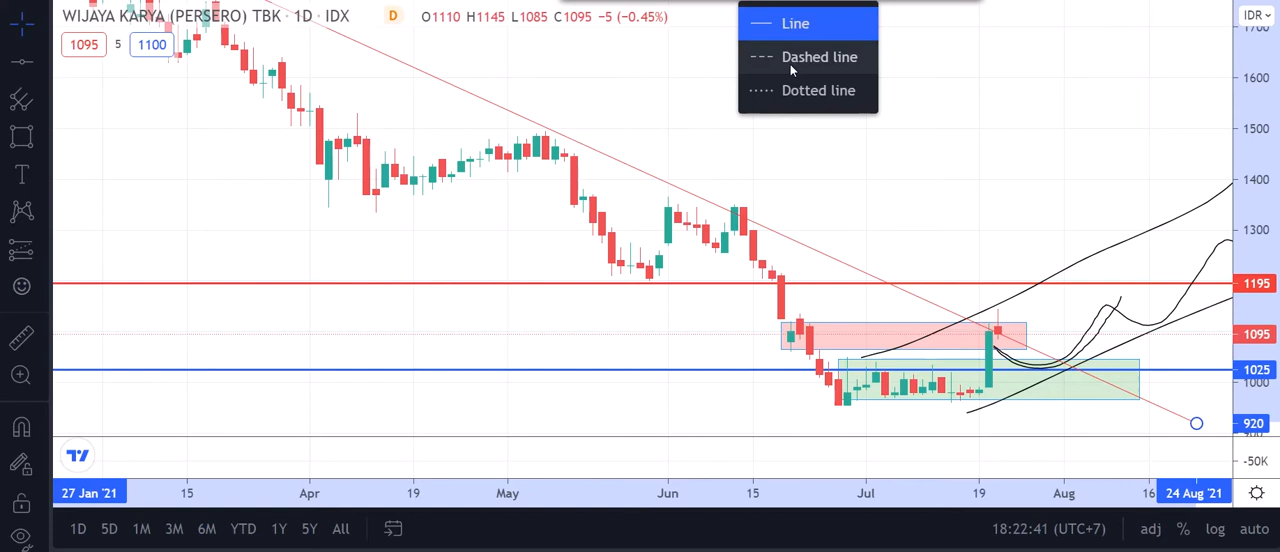 WIJAYA KARYA (PERSERO) TBK · 1D · IDX D O1110 H1145 L1085 C1095 −5 (−0.45%)
1095 5 1100
Line
Dashed line
Dotted line
IDR
1600
1500
1400
1300
1195
1095
1025
1000
920
-50K
27 Jan '21 15 Apr 19 May Jun 15 Jul 19 Aug 16 24 Aug '21
1D 5D 1M 3M 6M YTD 1Y 5Y All 18:22:41 (UTC+7) adj % log auto